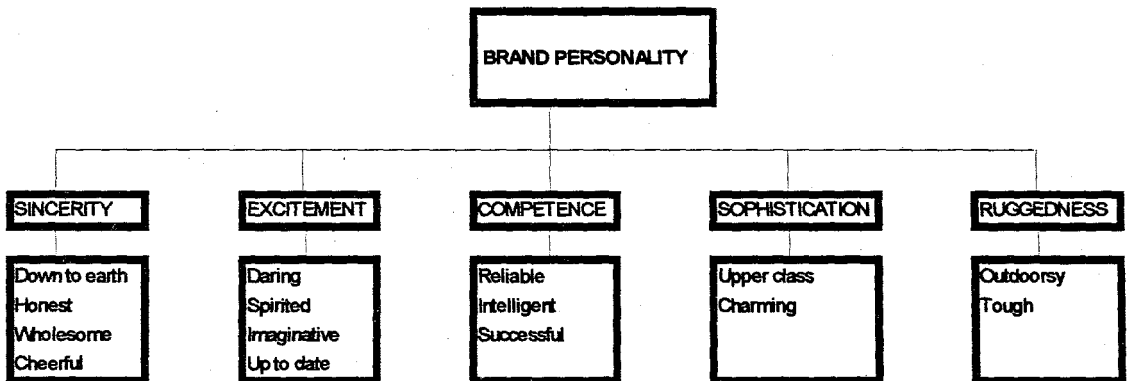 BRAND PERSONALITY
SINCERITY
EXCITEMENT
COMPETENCE
SOPHISTICATION
RUGGEDNESS
Down to earth
Honest
Wholesome
Cheerful
Daring
Spirited
Imaginative
Up to date
Reliable
Intelligent
Successful
Upper class
Charming
Outdoorsy
Tough